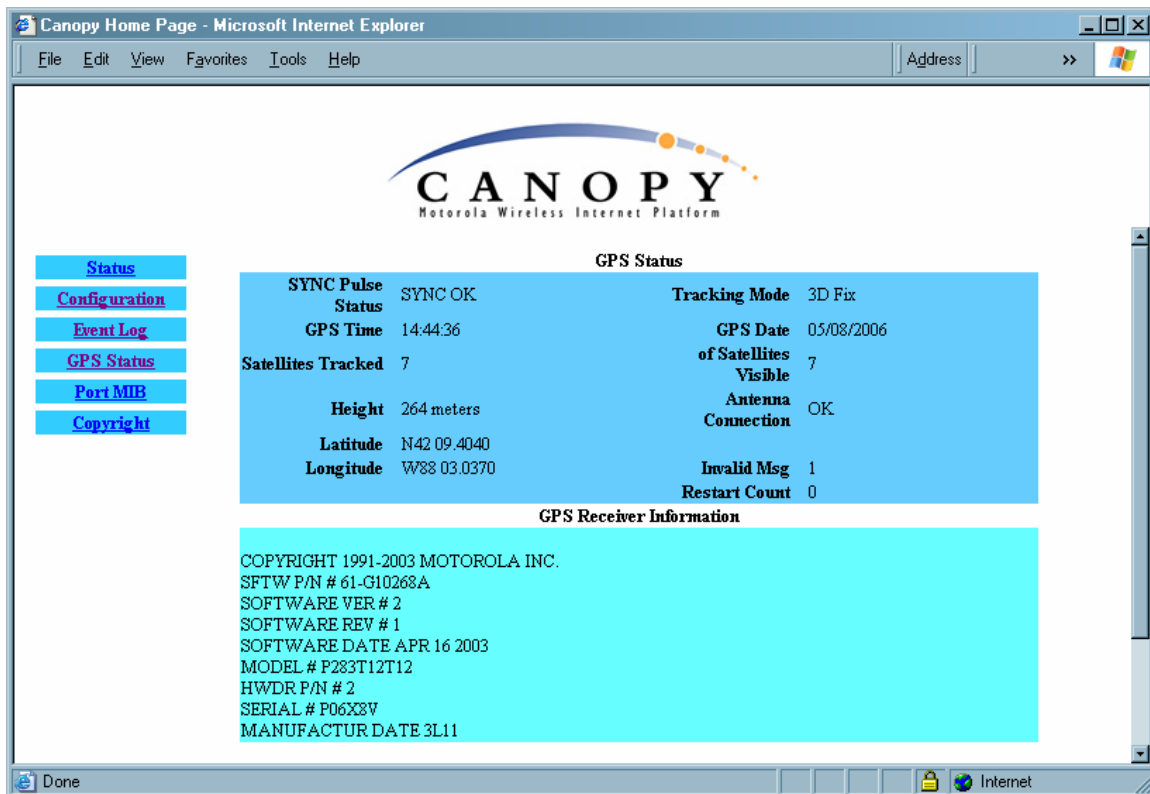 Canopy Home Page - Microsoft Internet Explorer
File Edit View Favorites Tools Help Address »
CANOPY
Motorola Wireless Internet Platform
Status
Configuration
Event Log
GPS Status
Port MIB
Copyright
GPS Status
SYNC Pulse Status SYNC OK Tracking Mode 3D Fix
GPS Time 14:44:36 GPS Date 05/08/2006
Satellites Tracked 7 of Satellites Visible 7
Height 264 meters Antenna Connection OK
Latitude N42 09.4040
Longitude W88 03.0370 Invalid Msg 1
Restart Count 0
GPS Receiver Information
COPYRIGHT 1991-2003 MOTOROLA INC.
SFTW P/N # 61-G10268A
SOFTWARE VER # 2
SOFTWARE REV # 1
SOFTWARE DATE APR 16 2003
MODEL # P283T12T12
HWDR P/N # 2
SERIAL # P06X8V
MANUFACTUR DATE 3L11
Done Internet